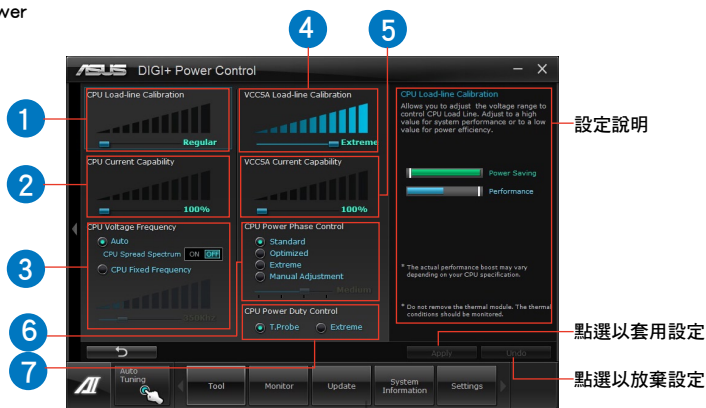 wer
4
5
ASUS DIGI+ Power Control
1
CPU Load-line Calibration
Regular
VCCSA Load-line Calibration
Extreme
2
CPU Current Capability
100%
VCCSA Current Capability
100%
3
CPU Voltage Frequency
Auto
CPU Spread Spectrum ON OFF
CPU Fixed Frequency
CPU Power Phase Control
Standard
Optimized
Extreme
Manual Adjustment
Medium
6
CPU Power Duty Control
T.Probe Extreme
7
CPU Load-line Calibration
Allows you to adjust the voltage range to
control CPU Load Line. Adjust to a high
value for system performance or to a low
value for power efficiency.
Power Saving
Performance
* The actual performance boost may vary
depending on your CPU specification.
* Do not remove the thermal module. The thermal
conditions should be monitored.
設定說明
Apply Undo
點選以套用設定
點選以放棄設定
AI
Auto
Tuning
Tool
Monitor
Update
System
Information
Settings